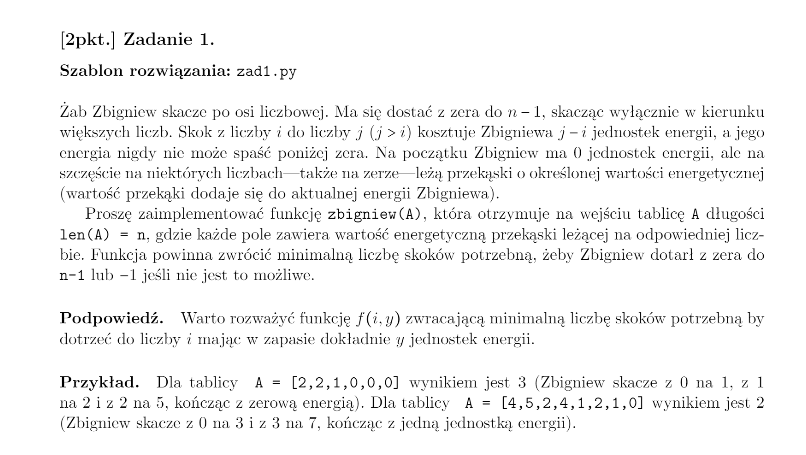 [2pkt.] Zadanie 1.
Szablon rozwiązania: zad1.py
Żab Zbigniew skacze po osi liczbowej. Ma się dostać z zera do n − 1, skacząc wyłącznie w kierunku
większych liczb. Skok z liczby i do liczby j (j > i) kosztuje Zbigniewa j − i jednostek energii, a jego
energia nigdy nie może spaść poniżej zera. Na początku Zbigniew ma 0 jednostek energii, ale na
szczęście na niektórych liczbach—także na zerze—leżą przekąski o określonej wartości energetycznej
(wartość przekąki dodaje się do aktualnej energii Zbigniewa).
Proszę zaimplementować funkcję zbigniew(A), która otrzymuje na wejściu tablicę A długości
len(A) = n, gdzie każde pole zawiera wartość energetyczną przekąski leżącej na odpowiedniej licz-
bie. Funkcja powinna zwrócić minimalną liczbę skoków potrzebną, żeby Zbigniew dotarł z zera do
n-1 lub −1 jeśli nie jest to możliwe.
Podpowiedź. Warto rozważyć funkcję f(i, y) zwracającą minimalną liczbę skoków potrzebną by
dotrzeć do liczby i mając w zapasie dokładnie y jednostek energii.
Przykład. Dla tablicy A = [2,2,1,0,0,0] wynikiem jest 3 (Zbigniew skacze z 0 na 1, z 1
na 2 i z 2 na 5, kończąc z zerową energią). Dla tablicy A = [4,5,2,4,1,2,1,0] wynikiem jest 2
(Zbigniew skacze z 0 na 3 i z 3 na 7, kończąc z jedną jednostką energii).